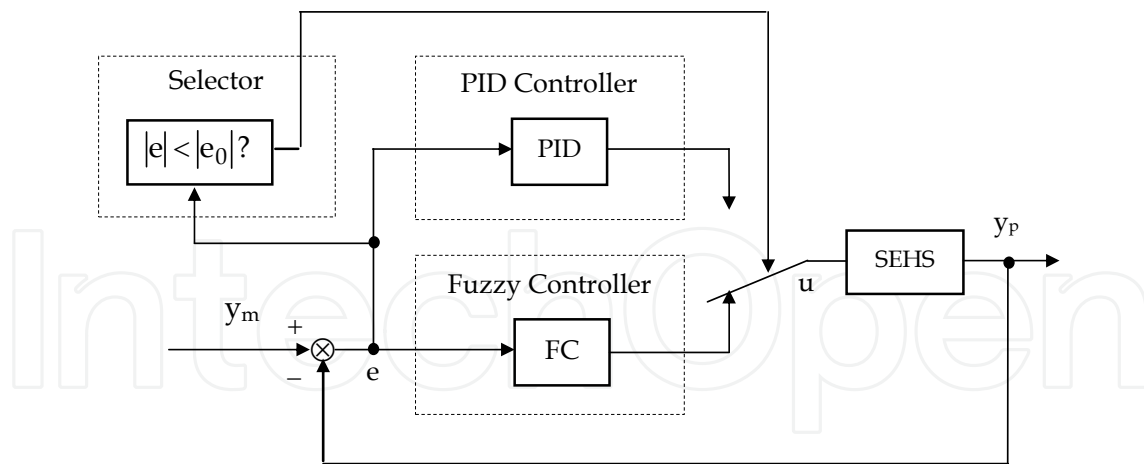 Selector
PID Controller
|e| < |e₀| ?
PID
yₚ
SEHS
u
Fuzzy Controller
yₘ
+
FC
−
e
IntechOpen